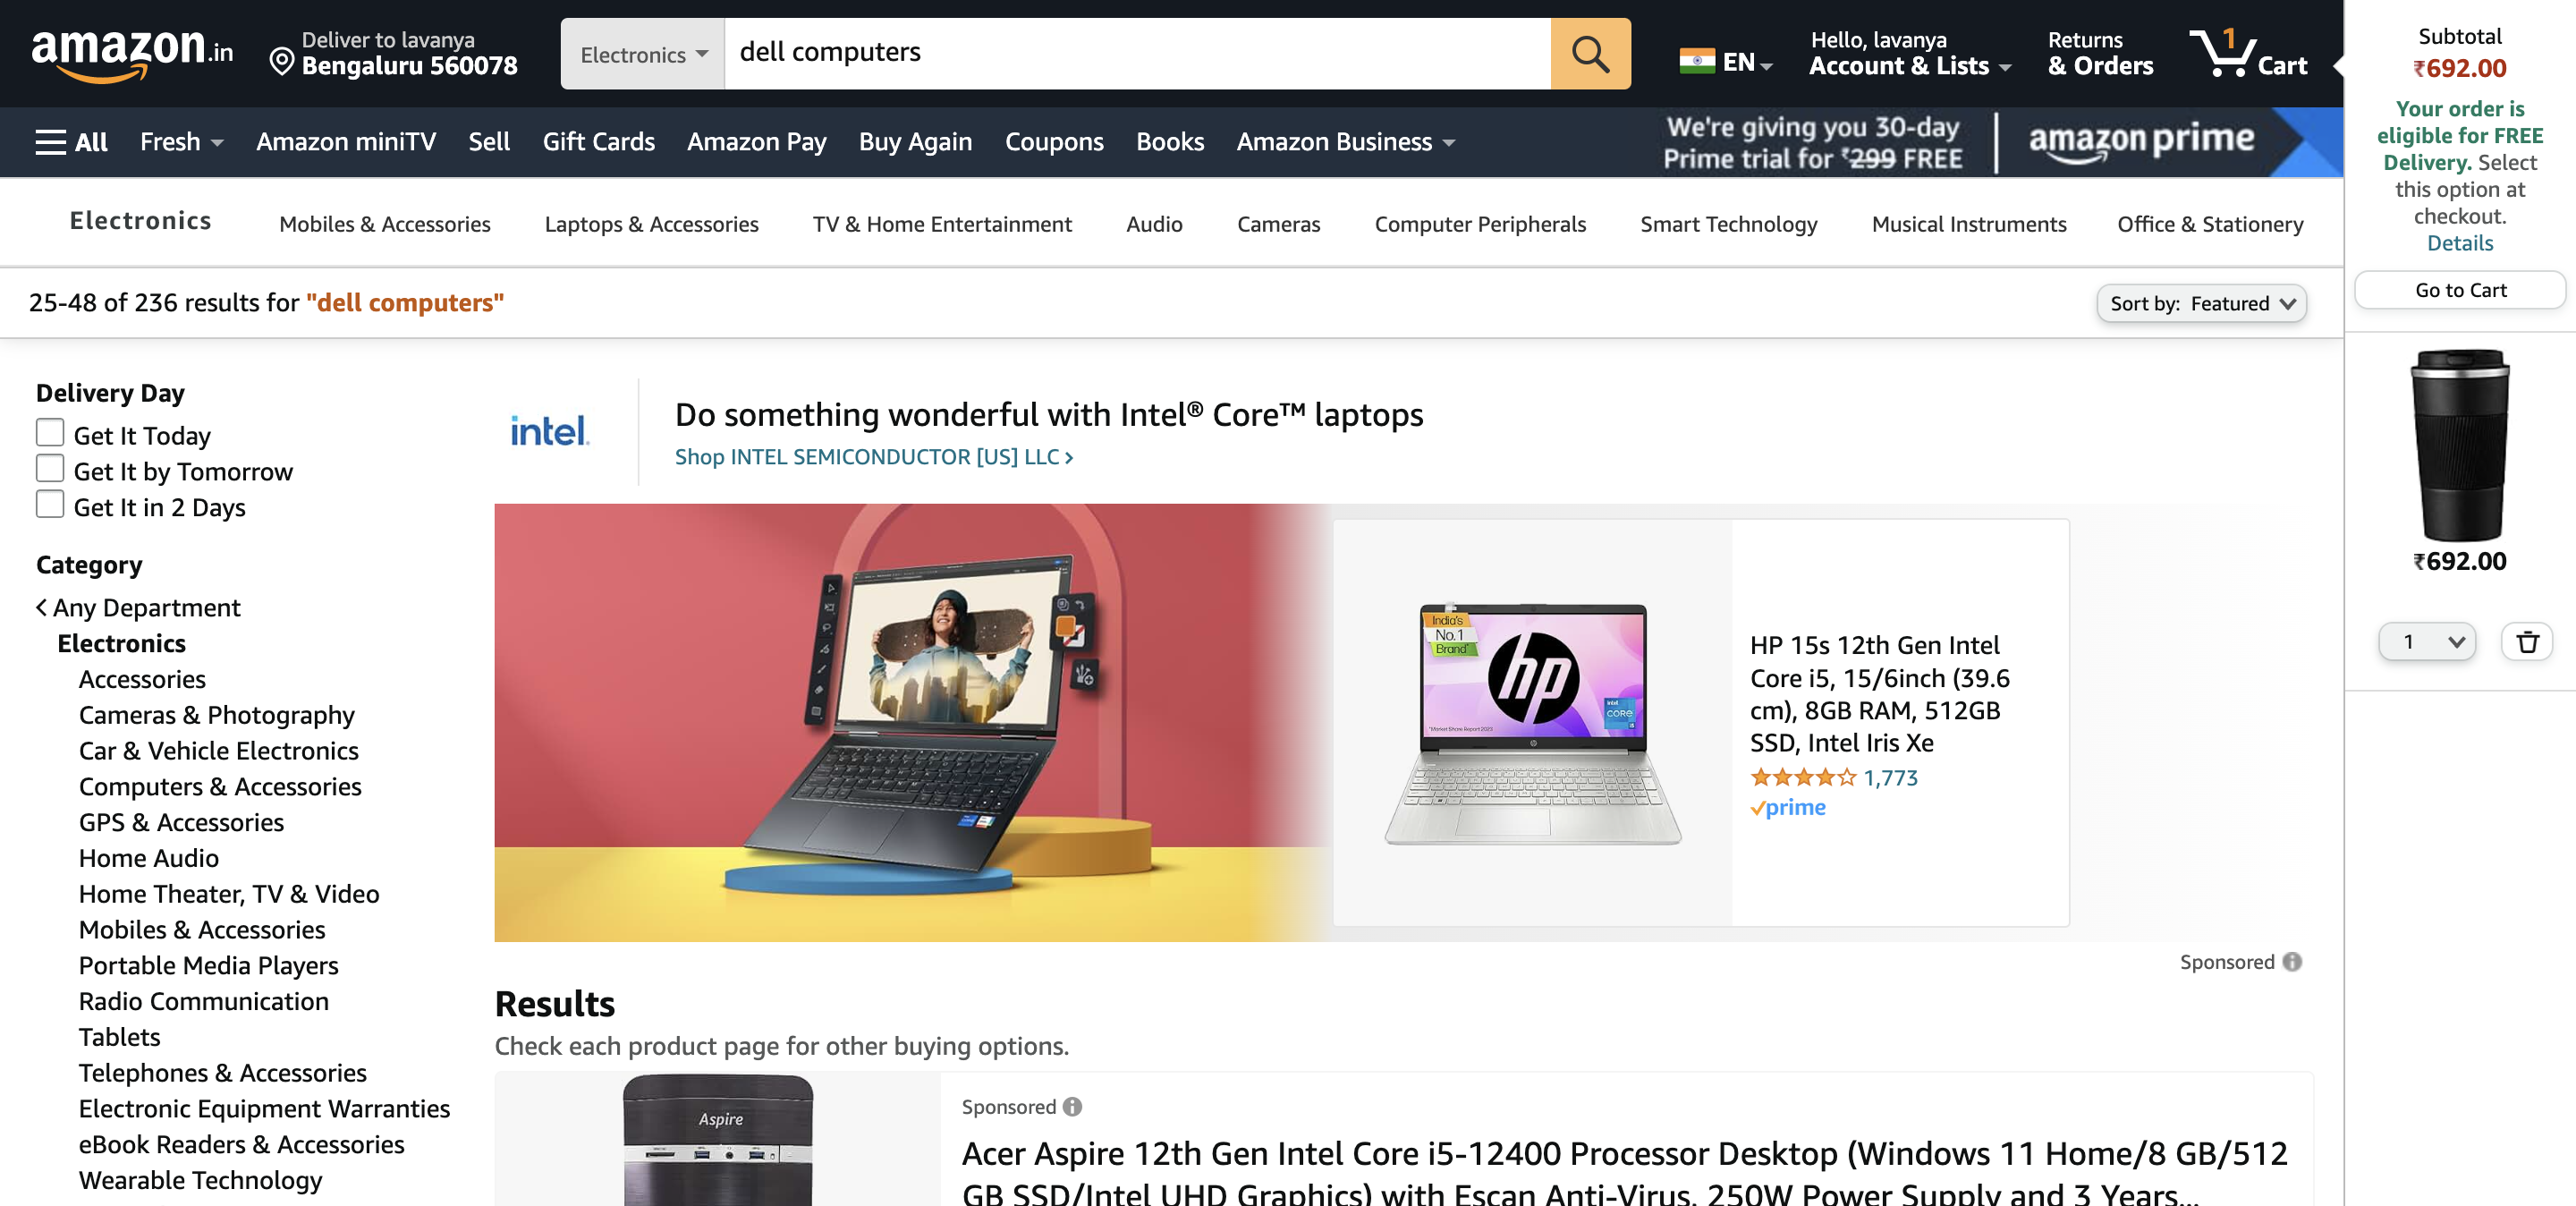 amazon.in
Deliver to lavanya
Bengaluru 560078
Electronics
dell computers
EN
Hello, lavanya
Account & Lists
Returns
& Orders
1
Cart
All
Fresh
Amazon miniTV
Sell
Gift Cards
Amazon Pay
Buy Again
Coupons
Books
Amazon Business
We're giving you 30-day
Prime trial for ₹299 FREE
amazon prime
Electronics
Mobiles & Accessories
Laptops & Accessories
TV & Home Entertainment
Audio
Cameras
Computer Peripherals
Smart Technology
Musical Instruments
Office & Stationery
25-48 of 236 results for "dell computers"
Sort by: Featured
Delivery Day
Get It Today
Get It by Tomorrow
Get It in 2 Days
Category
Any Department
Electronics
Accessories
Cameras & Photography
Car & Vehicle Electronics
Computers & Accessories
GPS & Accessories
Home Audio
Home Theater, TV & Video
Mobiles & Accessories
Portable Media Players
Radio Communication
Tablets
Telephones & Accessories
Electronic Equipment Warranties
eBook Readers & Accessories
Wearable Technology
intel.
Do something wonderful with Intel® Core™ laptops
Shop INTEL SEMICONDUCTOR [US] LLC ›
India's
No.1
Brand*
hp
intel
CORE
i5
*Market Share Report 2023
HP 15s 12th Gen Intel
Core i5, 15/6inch (39.6
cm), 8GB RAM, 512GB
SSD, Intel Iris Xe
1,773
prime
Sponsored
Results
Check each product page for other buying options.
Aspire
Sponsored
Acer Aspire 12th Gen Intel Core i5-12400 Processor Desktop (Windows 11 Home/8 GB/512
GB SSD/Intel UHD Graphics) with Escan Anti-Virus, 250W Power Supply and 3 Years...
Subtotal
₹692.00
Your order is
eligible for FREE
Delivery. Select
this option at
checkout.
Details
Go to Cart
₹692.00
1